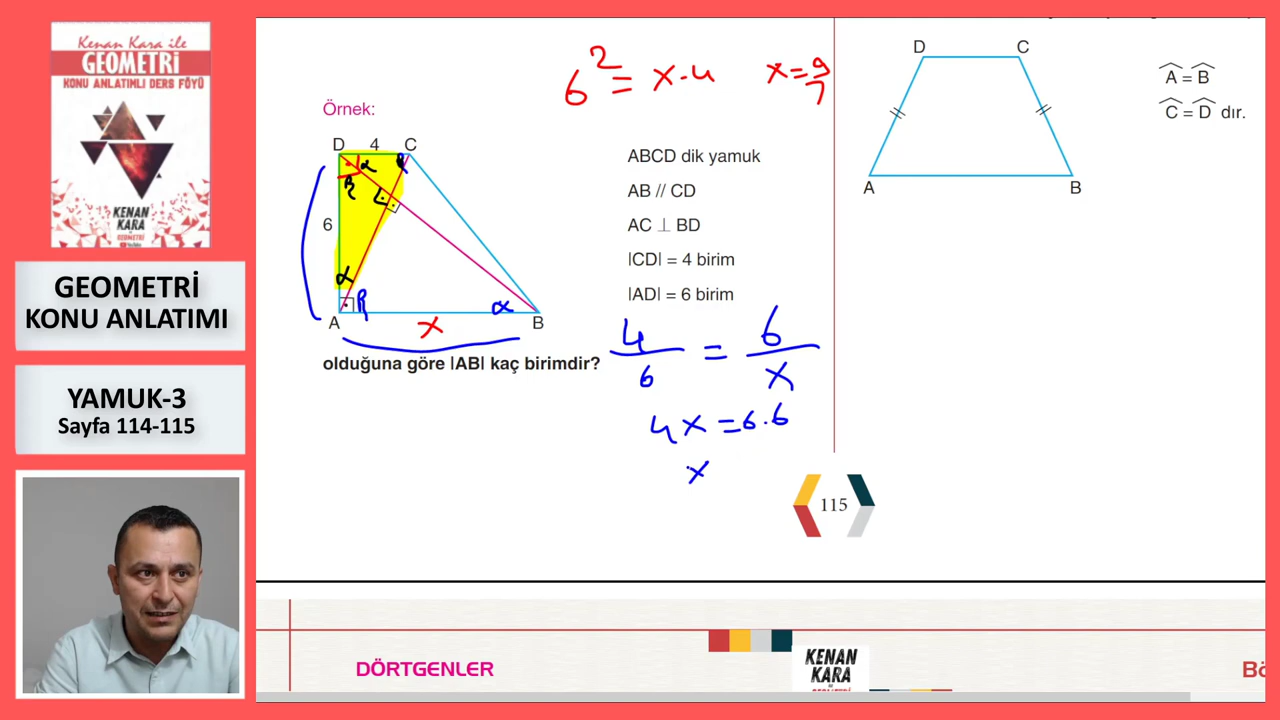 Kenan Kara ile
GEOMETRİ
KONU ANLATIMLI DERS FÖYÜ
KENAN
KARA
ile
GEOMETRİ
GEOMETRİ
KONU ANLATIMI
YAMUK-3
Sayfa 114-115
6² = x.4
x = 9
Örnek:
D 4 C
α
β
6
α
β
α
A x B
ABCD dik yamuk
AB // CD
AC ⊥ BD
|CD| = 4 birim
|AD| = 6 birim
olduğuna göre |AB| kaç birimdir?
4/6 = 6/x
4x = 6.6
x
D C
A B
A = B
C = D dır.
115
DÖRTGENLER
KENAN
KARA